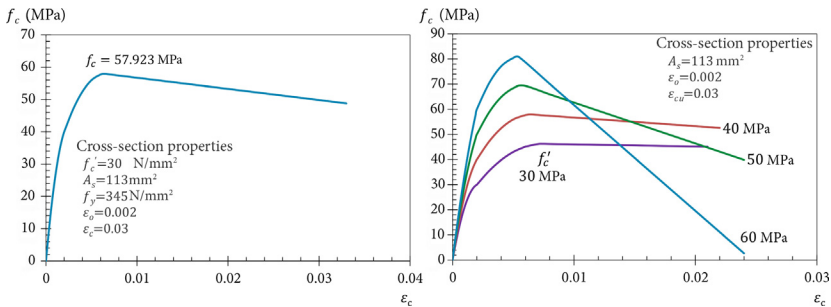 f_c (MPa)
70
60
50
40
30
20
10
0
f_c = 57.923 MPa
Cross-section properties
f_c'=30 N/mm²
A_s=113mm²
f_y=345N/mm²
ε_o=0.002
ε_c=0.03
0
0.01
0.02
0.03
0.04
ε_c
f_c (MPa)
90
80
70
60
50
40
30
20
10
0
Cross-section properties
A_s=113 mm²
ε_o=0.002
ε_cu=0.03
40 MPa
50 MPa
f_c'
30 MPa
60 MPa
0
0.01
0.02
0.03
ε_c